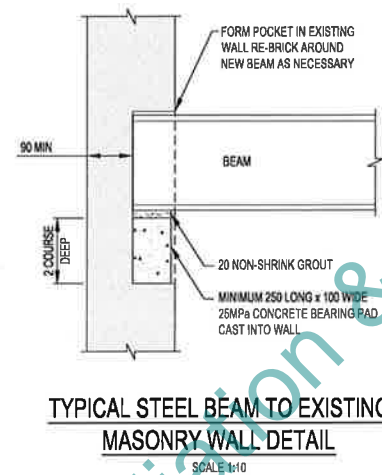 FORM POCKET IN EXISTING
WALL RE-BRICK AROUND
NEW BEAM AS NECESSARY
90 MIN
BEAM
2 COURSE
DEEP
20 NON-SHRINK GROUT
MINIMUM 250 LONG x 100 WIDE
25MPa CONCRETE BEARING PAD
CAST INTO WALL
TYPICAL STEEL BEAM TO EXISTING
MASONRY WALL DETAIL
SCALE 1:10
iation &